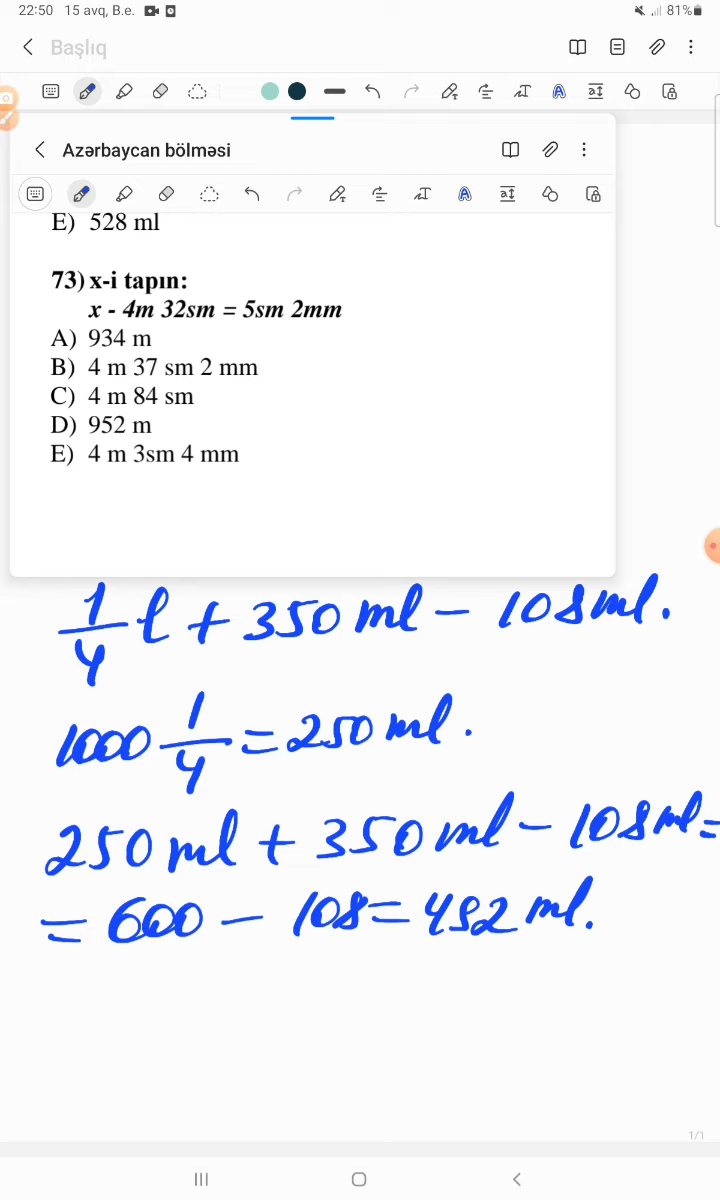 22:50 15 avq, B.e. 81%
Başlıq
Azərbaycan bölməsi
E) 528 ml
73) x-i tapın:
x - 4m 32sm = 5sm 2mm
A) 934 m
B) 4 m 37 sm 2 mm
C) 4 m 84 sm
D) 952 m
E) 4 m 3sm 4 mm
1/4 l + 350 ml - 108 ml.
1000 1/4 = 250 ml.
250 ml + 350 ml - 108 ml =
= 600 - 108 = 492 ml.
1/1